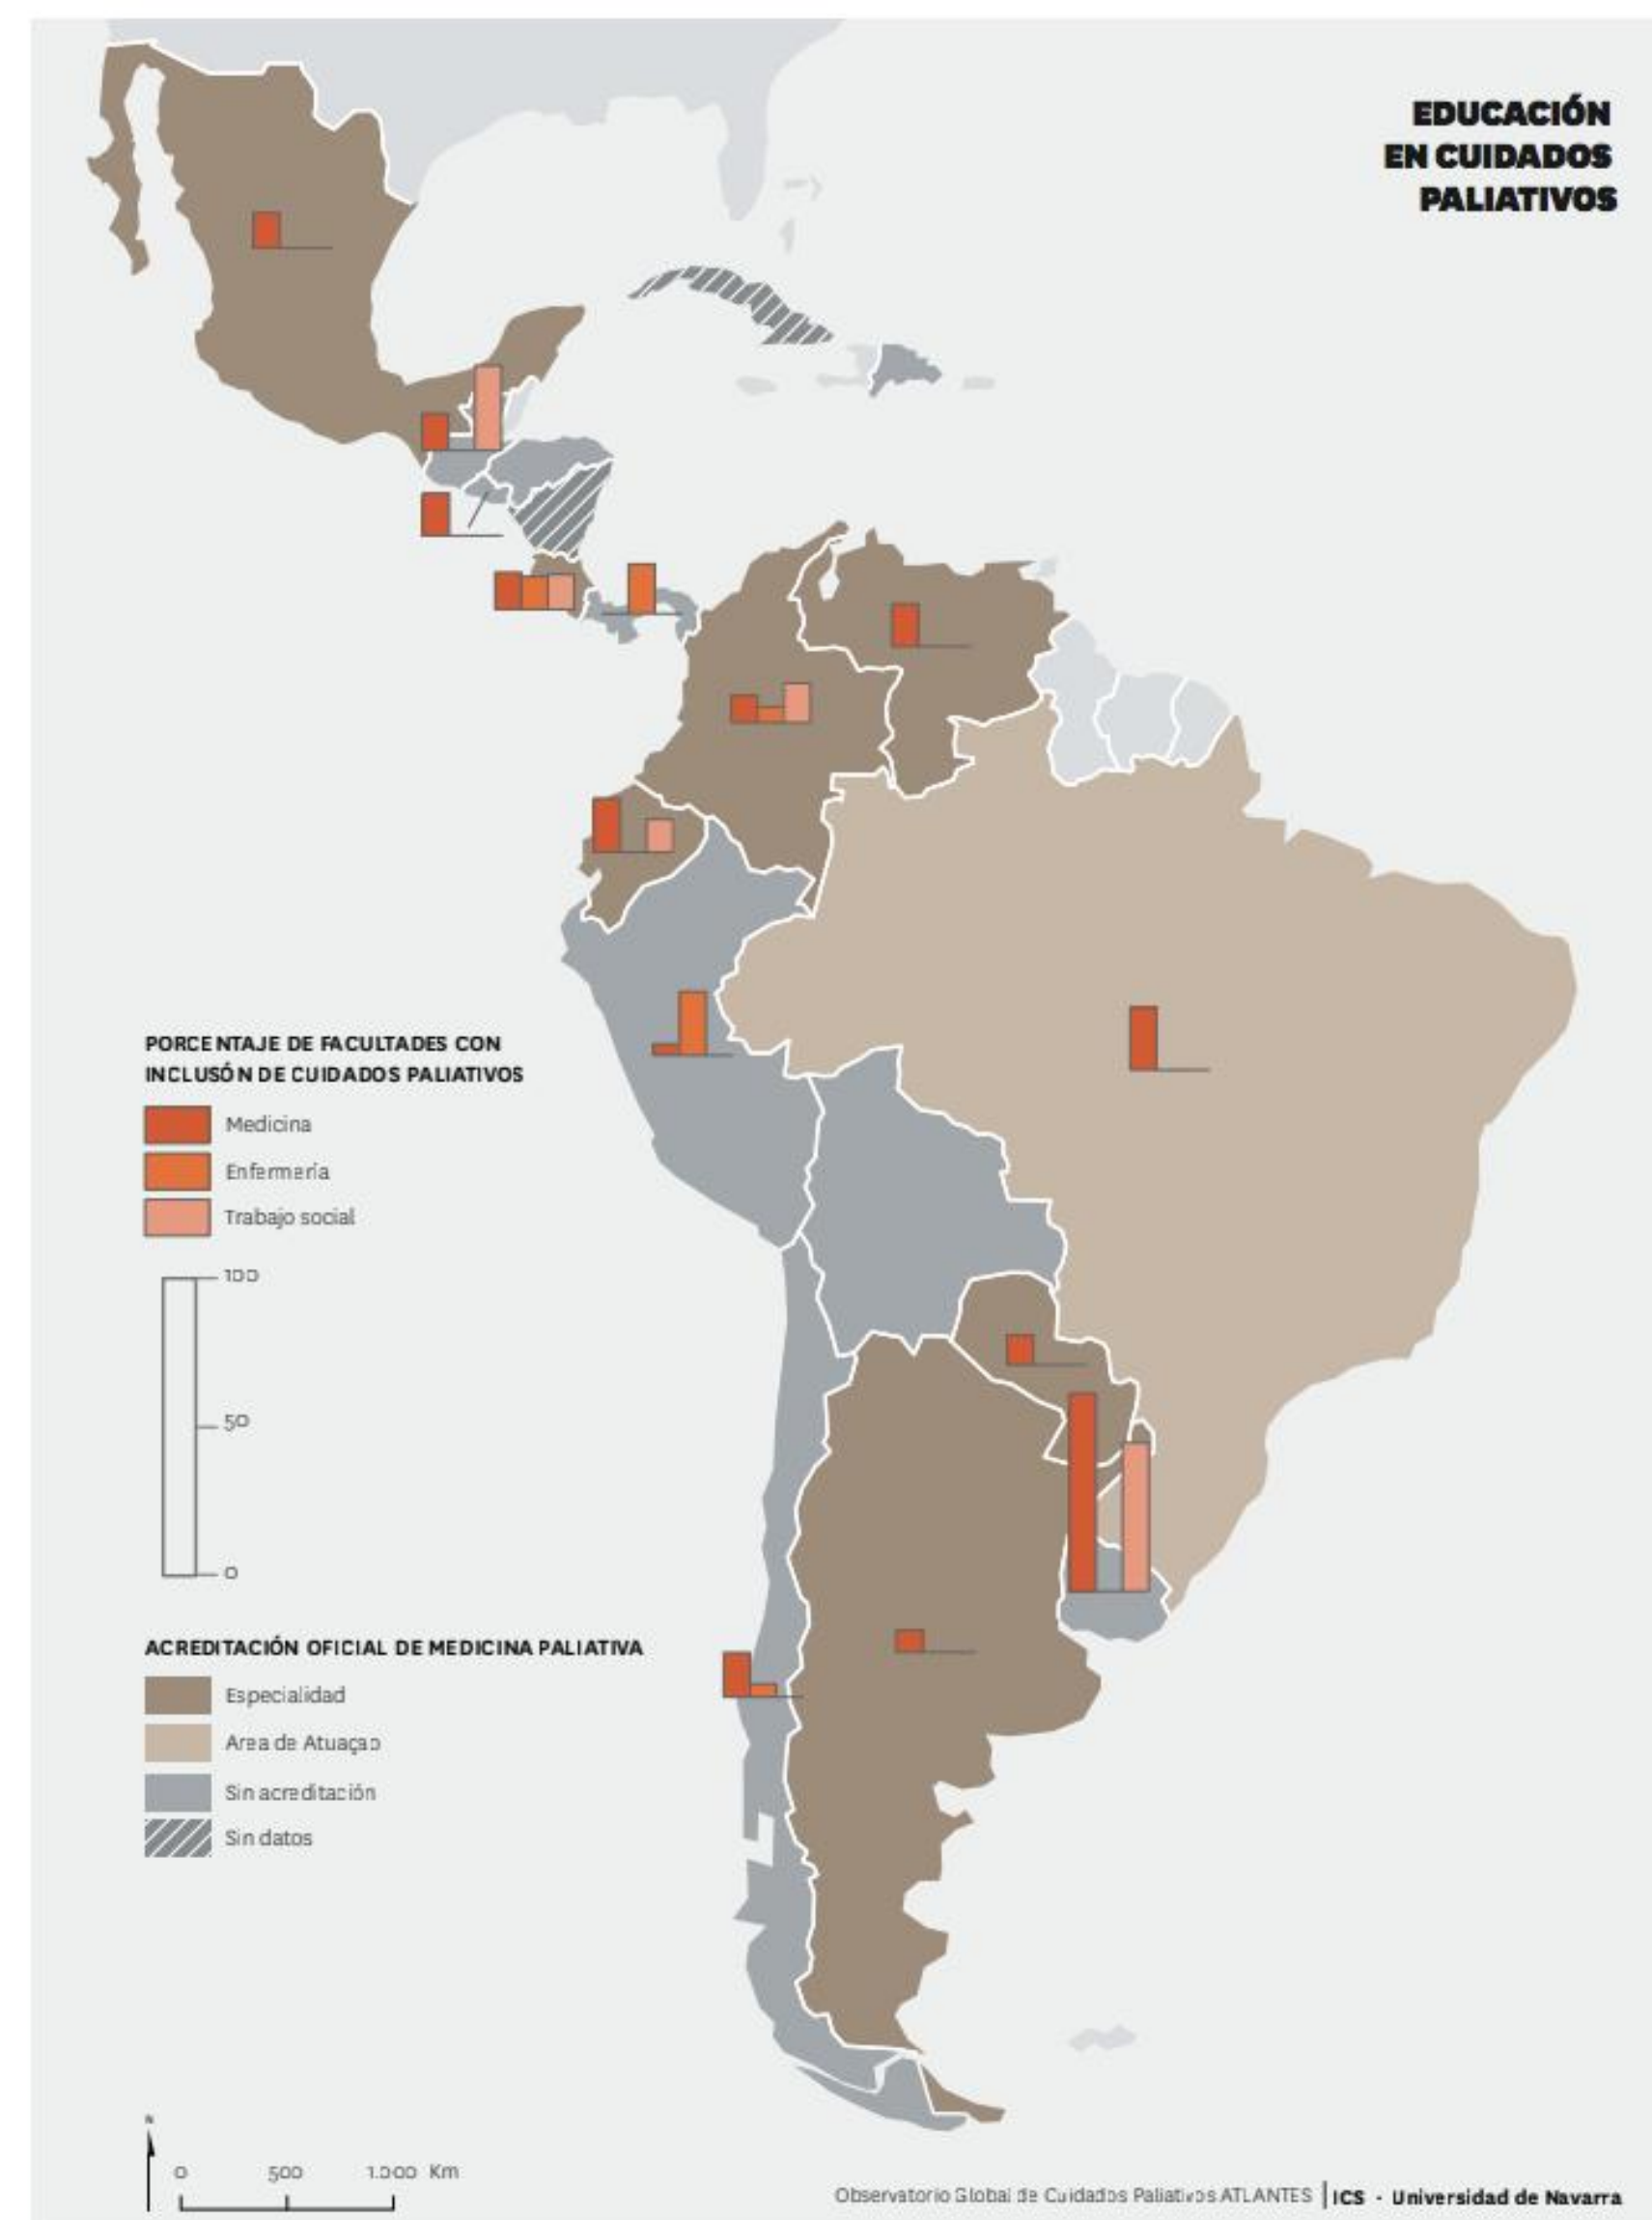 EDUCACIÓN
EN CUIDADOS
PALIATIVOS
PORCENTAJE DE FACULTADES CON
INCLUSÓN DE CUIDADOS PALIATIVOS
Medicina
Enfermería
Trabajo social
100
50
0
ACREDITACIÓN OFICIAL DE MEDICINA PALIATIVA
Especialidad
Area de Atuaçao
Sin acreditación
Sin datos
N
0 500 1.000 Km
Observatorio Global de Cuidados Paliativos ATLANTES | ICS - Universidad de Navarra